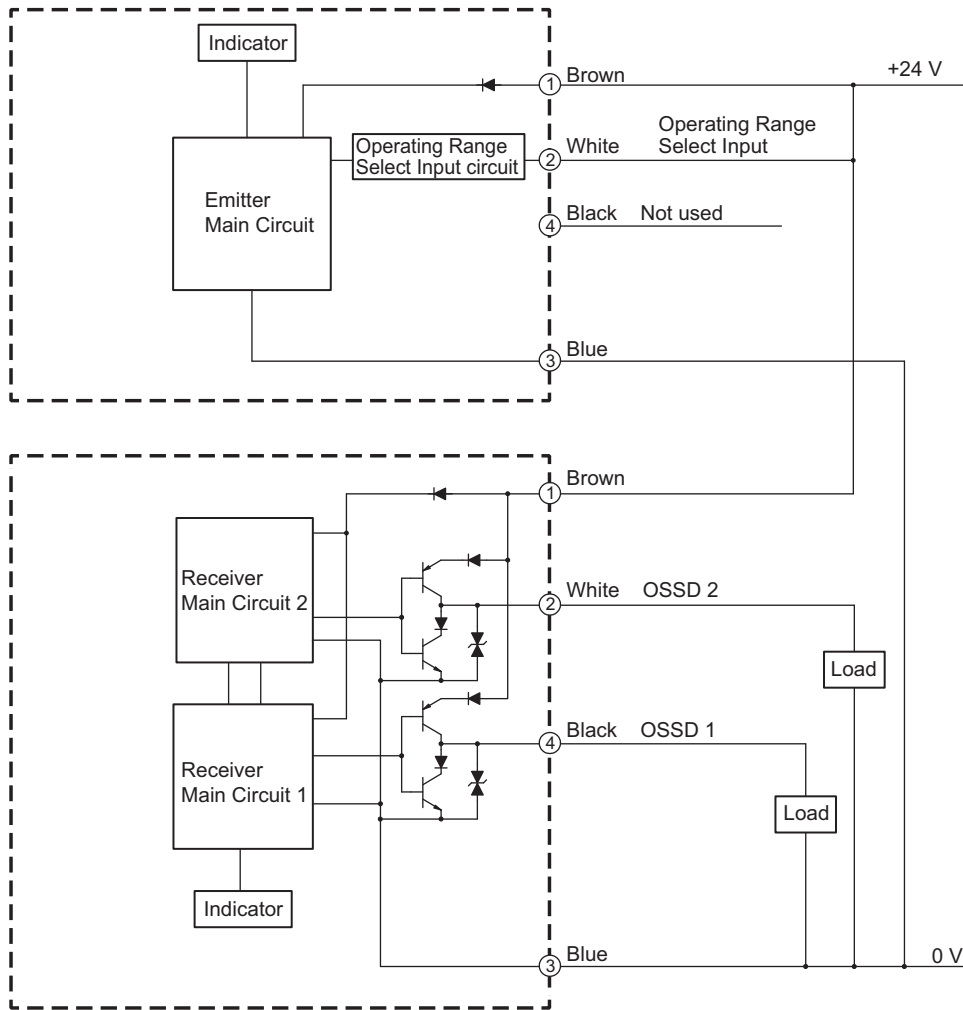 Indicator
+24 V
1 Brown
Operating Range
Select Input circuit
2 White
Operating Range
Select Input
Emitter
Main Circuit
4 Black Not used
3 Blue
1 Brown
Receiver
Main Circuit 2
2 White OSSD 2
Load
4 Black OSSD 1
Receiver
Main Circuit 1
Load
Indicator
3 Blue
0 V